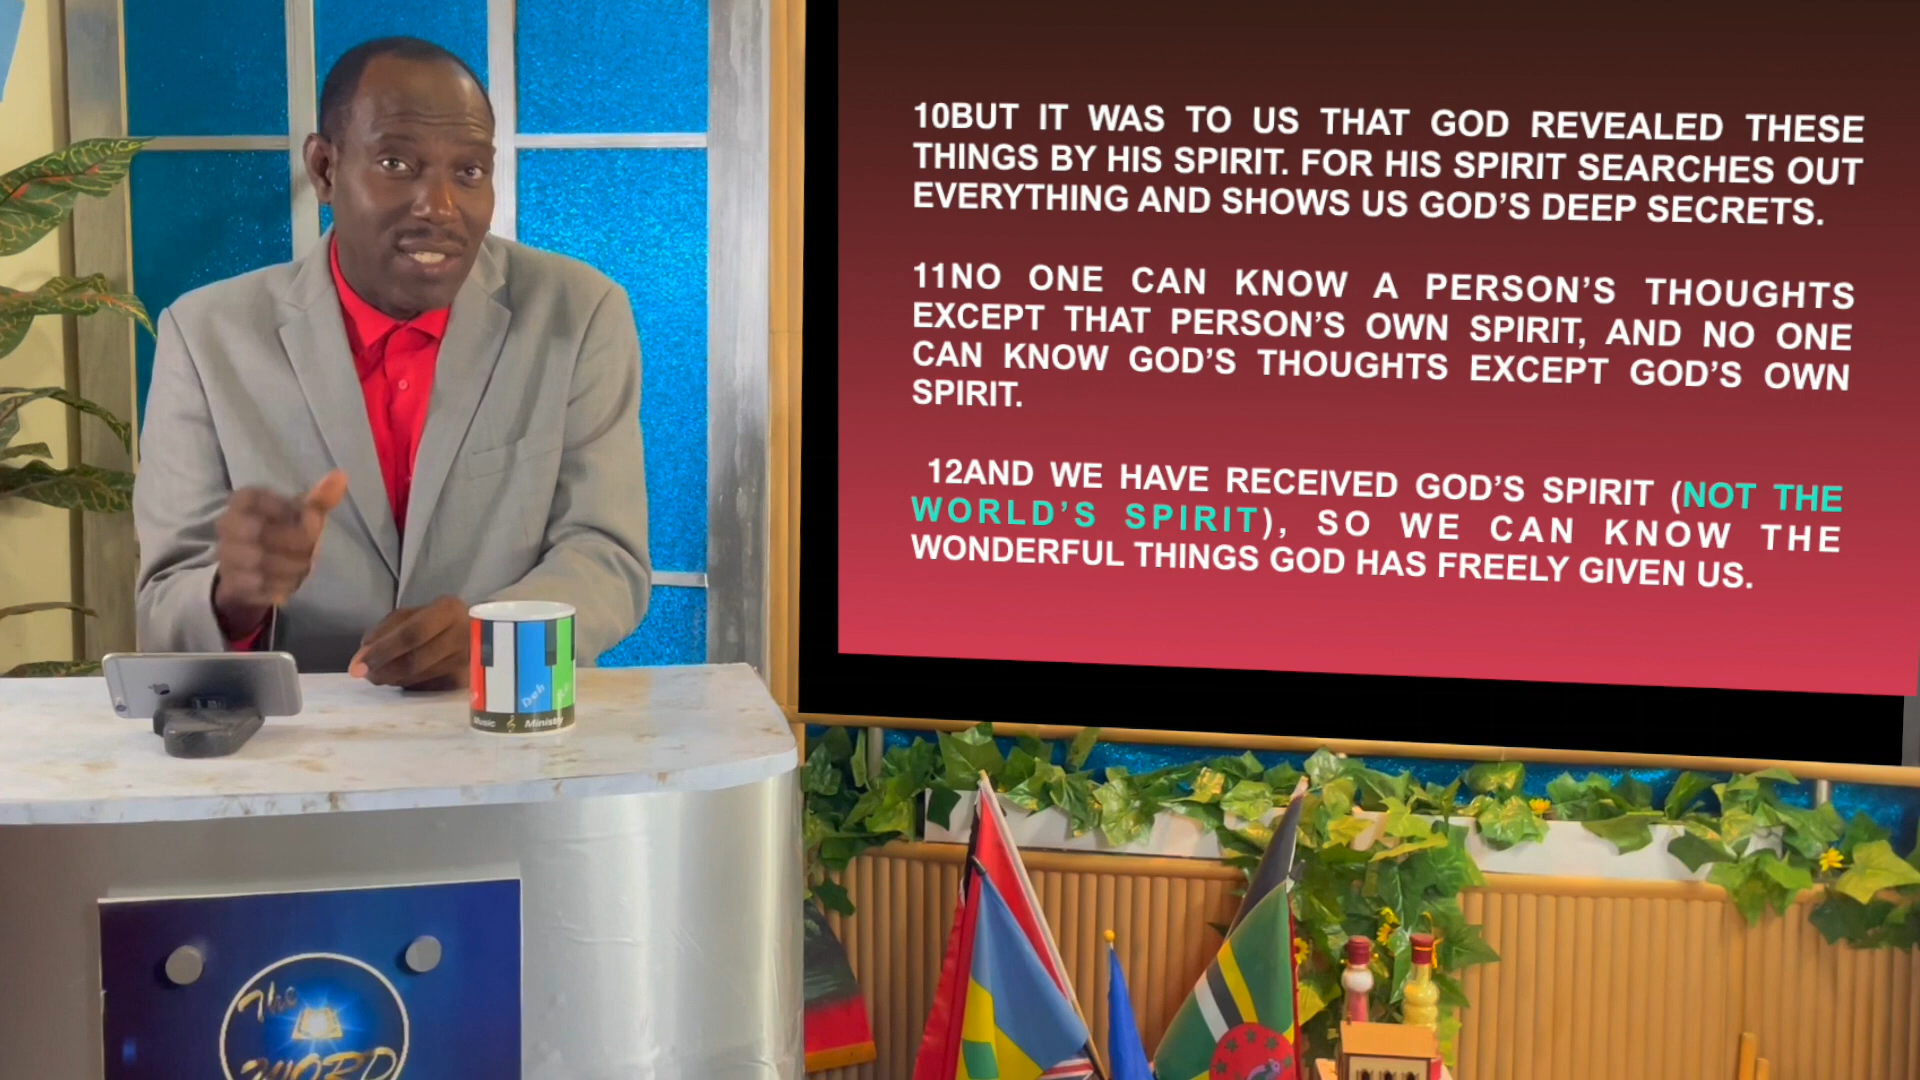 10BUT IT WAS TO US THAT GOD REVEALED THESE
THINGS BY HIS SPIRIT. FOR HIS SPIRIT SEARCHES OUT
EVERYTHING AND SHOWS US GOD’S DEEP SECRETS.
11NO ONE CAN KNOW A PERSON’S THOUGHTS
EXCEPT THAT PERSON’S OWN SPIRIT, AND NO ONE
CAN KNOW GOD’S THOUGHTS EXCEPT GOD’S OWN
SPIRIT.
12AND WE HAVE RECEIVED GOD’S SPIRIT (NOT THE
WORLD’S SPIRIT), SO WE CAN KNOW THE
WONDERFUL THINGS GOD HAS FREELY GIVEN US.
Deh
Music Ministry
The
WORD